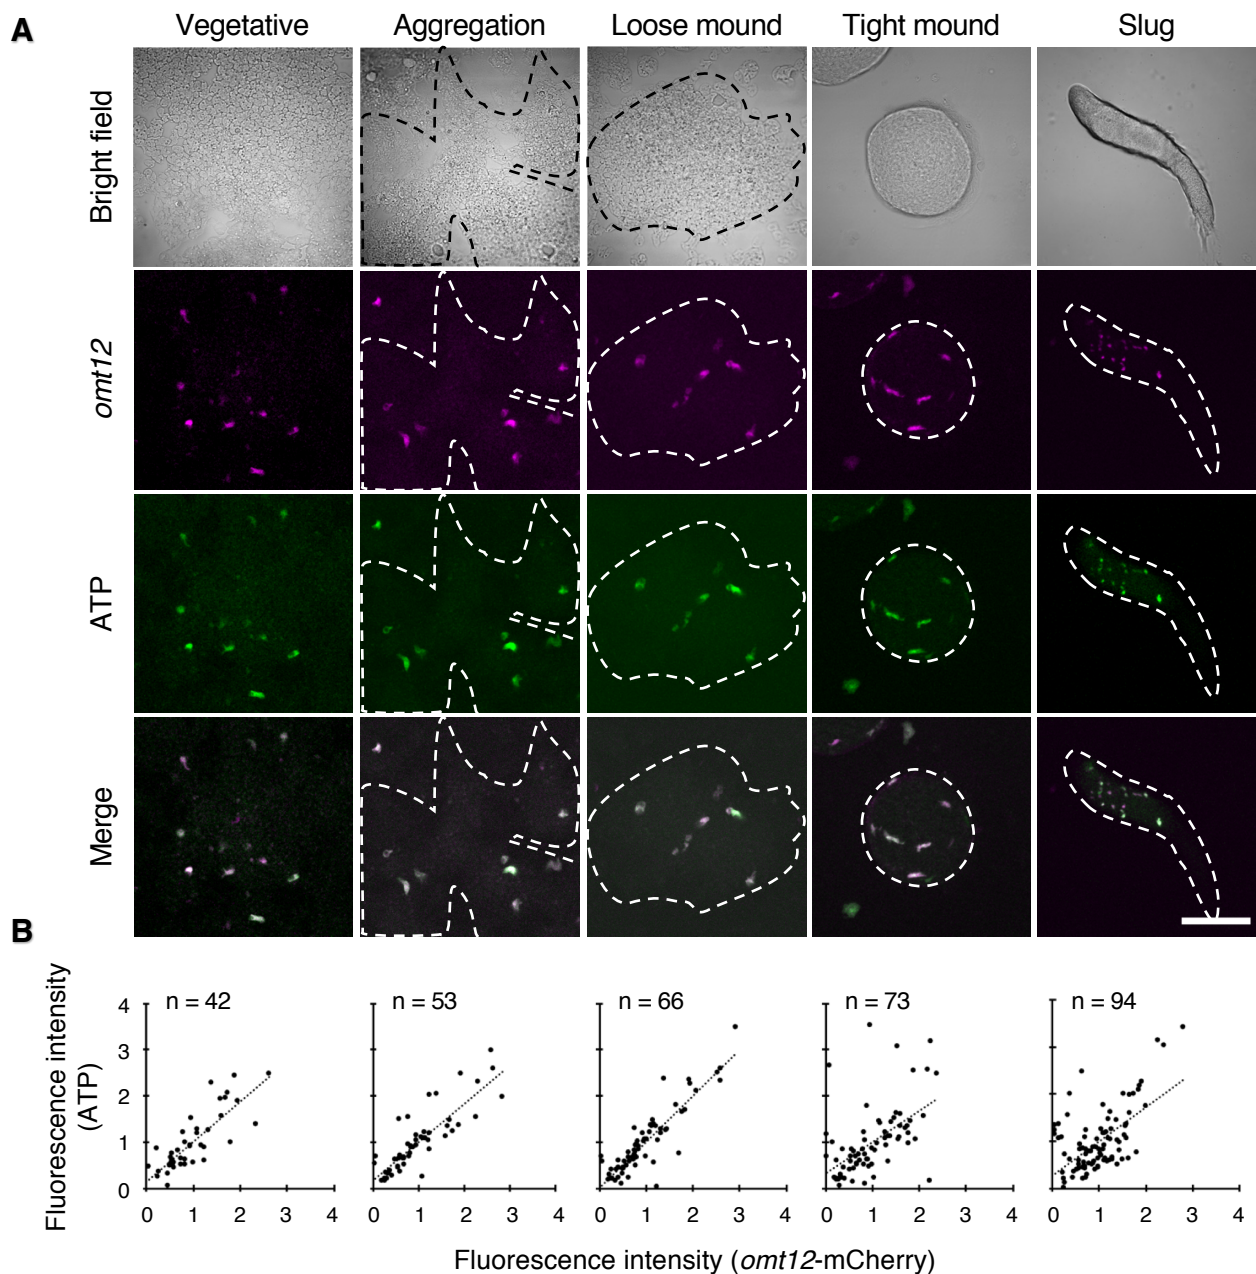 A
Vegetative Aggregation Loose mound Tight mound Slug
Bright field
omt12
ATP
Merge
B
Fluorescence intensity
(ATP)
n = 42 n = 53 n = 66 n = 73 n = 94
4
3
2
1
0
0 1 2 3 4 0 1 2 3 4 0 1 2 3 4 0 1 2 3 4 0 1 2 3 4
Fluorescence intensity (omt12-mCherry)